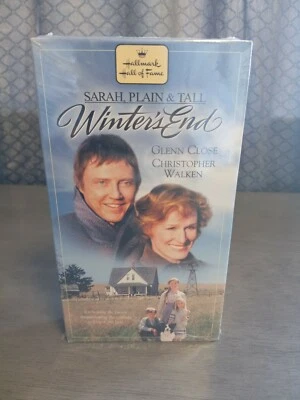 Hallmark
Hall of Fame
SARAH, PLAIN & TALL
Winter's End
GLENN CLOSE
CHRISTOPHER
WALKEN